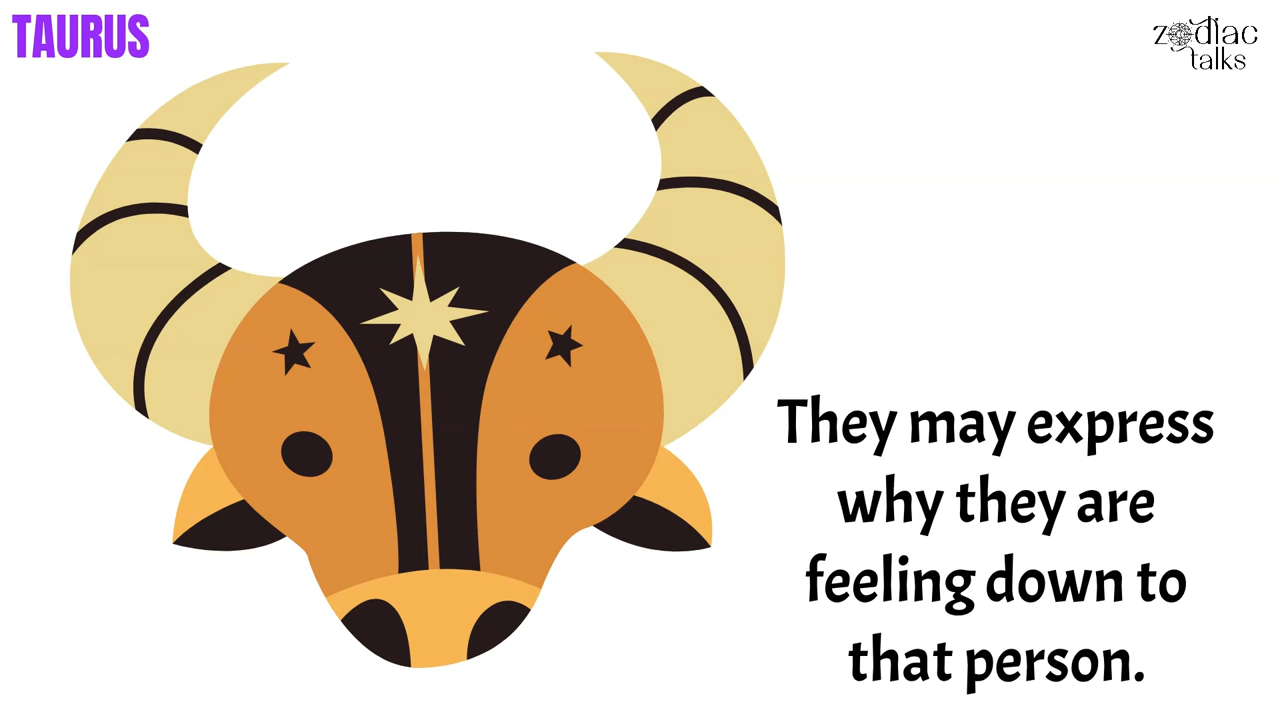 TAURUS
zodiac
talks
They may express
why they are
feeling down to
that person.